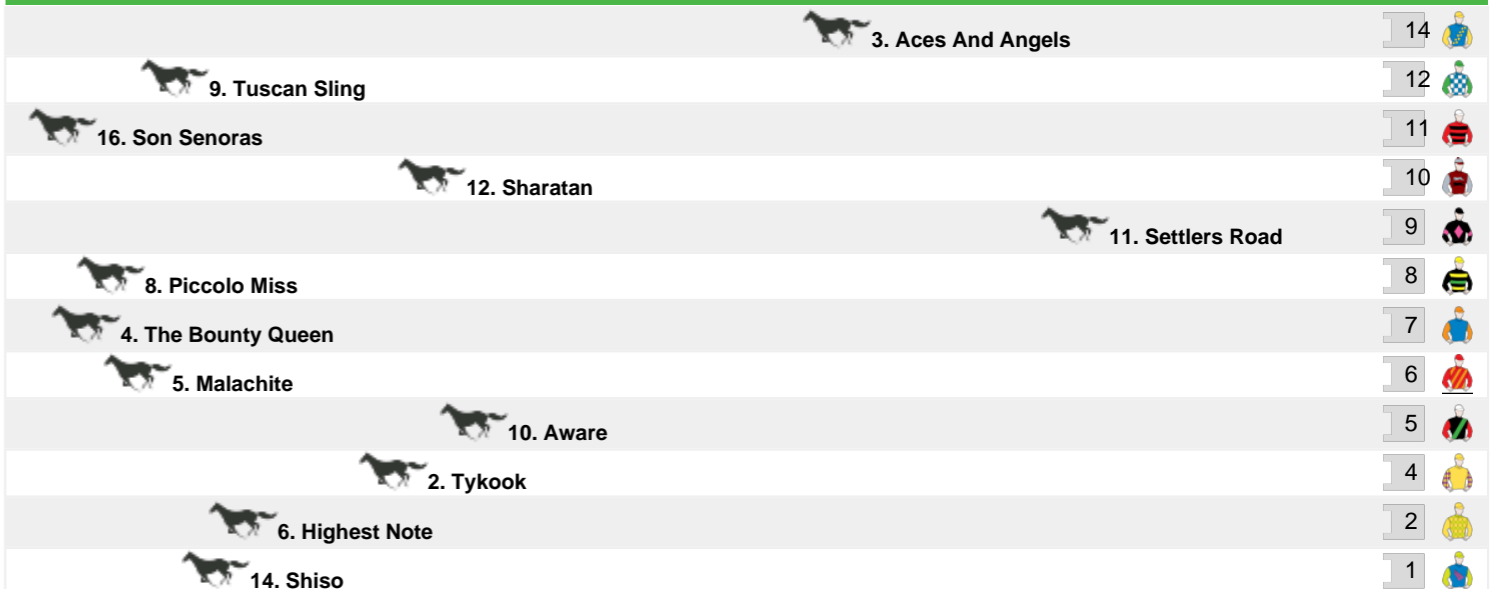 3. Aces And Angels 14
9. Tuscan Sling 12
16. Son Senoras 11
12. Sharatan 10
11. Settlers Road 9
8. Piccolo Miss 8
4. The Bounty Queen 7
5. Malachite 6
10. Aware 5
2. Tykook 4
6. Highest Note 2
14. Shiso 1